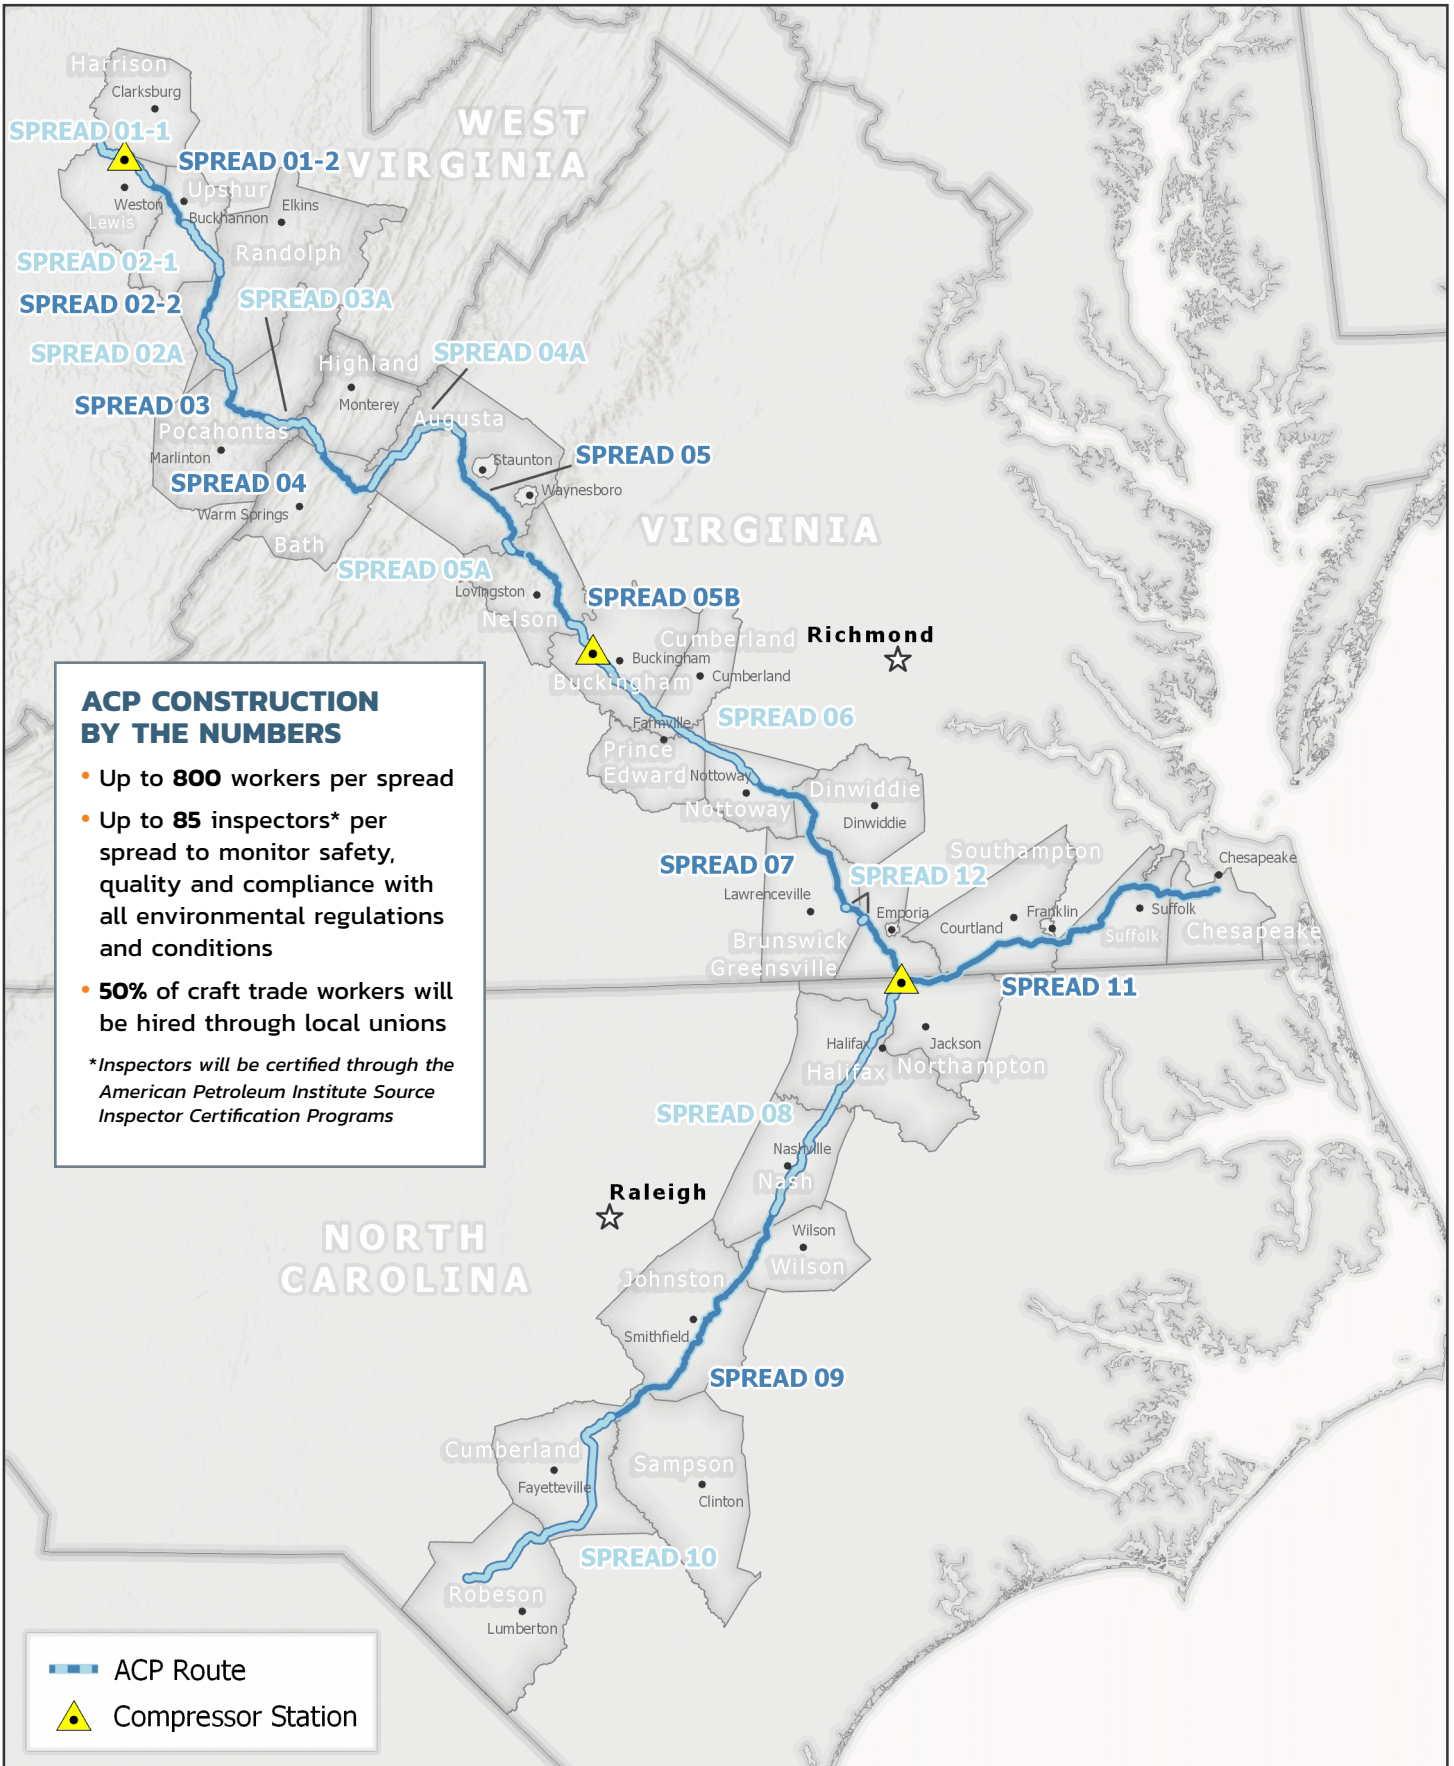 Harrison
Clarksburg
SPREAD 01-1
WEST
VIRGINIA
SPREAD 01-2
Upshur
Weston
Buckhannon
Elkins
Lewis
Randolph
SPREAD 02-1
SPREAD 02-2
SPREAD 03A
SPREAD 02A
Highland
SPREAD 04A
Monterey
SPREAD 03
Augusta
Pocahontas
Marlinton
Staunton
SPREAD 05
SPREAD 04
Waynesboro
Warm Springs
VIRGINIA
Bath
SPREAD 05A
Lovingston
SPREAD 05B
Nelson
Cumberland
Richmond
Buckingham
Cumberland
Buckingham
SPREAD 06
Farmville
Prince
Edward
Nottoway
Nottoway
Dinwiddie
Dinwiddie
Southampton
SPREAD 07
SPREAD 12
Chesapeake
Lawrenceville
Emporia
Franklin
Suffolk
Courtland
Brunswick
Suffolk
Chesapeake
Greensville
SPREAD 11
ACP CONSTRUCTION
BY THE NUMBERS
• Up to 800 workers per spread
• Up to 85 inspectors* per
spread to monitor safety,
quality and compliance with
all environmental regulations
and conditions
• 50% of craft trade workers will
be hired through local unions
*Inspectors will be certified through the
American Petroleum Institute Source
Inspector Certification Programs
Halifax
Jackson
Halifax
Northampton
SPREAD 08
Nashville
Nash
Raleigh
NORTH
CAROLINA
Wilson
Wilson
Johnston
Smithfield
SPREAD 09
Cumberland
Fayetteville
Sampson
Clinton
SPREAD 10
Robeson
Lumberton
ACP Route
Compressor Station